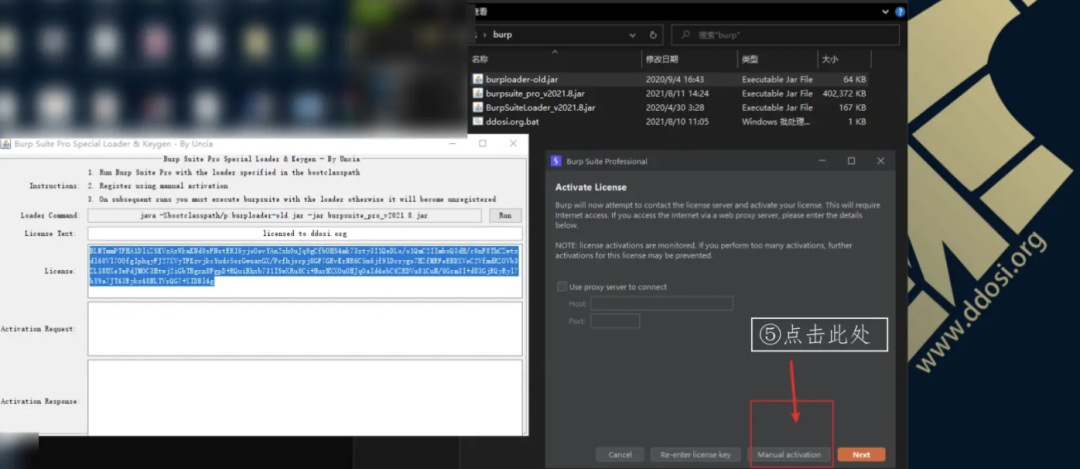 查看
burp
搜索"burp"
名称 修改日期 类型 大小
burploader-old.jar 2020/9/4 16:43 Executable Jar File 64 KB
burpsuite_pro_v2021.8.jar 2021/8/11 14:24 Executable Jar File 402,372 KB
BurpSuiteLoader_v2021.8.jar 2020/4/30 3:28 Executable Jar File 167 KB
ddosi.org.bat 2021/8/10 11:05 Windows 批处理... 1 KB
Burp Suite Pro Special Loader & Keygen - By Uncia
Burp Suite Pro Special Loader & Keygen - By Uncia
Instructions:
1. Run Burp Suite Pro with the loader specified in the bootclasspath
2. Register using manual activation
3. On subsequent runs you must execute burpsuite with the loader otherwise it will become unregistered
Loader Command: java -Xbootclasspath/p burploader-old.jar -jar burpsuite_pro_v2021.8.jar Run
License Text: licensed to ddosi.org
License:
Activation Request:
Activation Response:
Burp Suite Professional
Activate License
Burp will now attempt to contact the license server and activate your license. This will require
Internet access. If you access the Internet via a web proxy server, please enter the details
below.
NOTE: license activations are monitored. If you perform too many activations, further
activations for this license may be prevented.
Use proxy server to connect
Host:
Port:
⑤点击此处
Cancel Re-enter license key Manual activation Next
www.ddosi.org